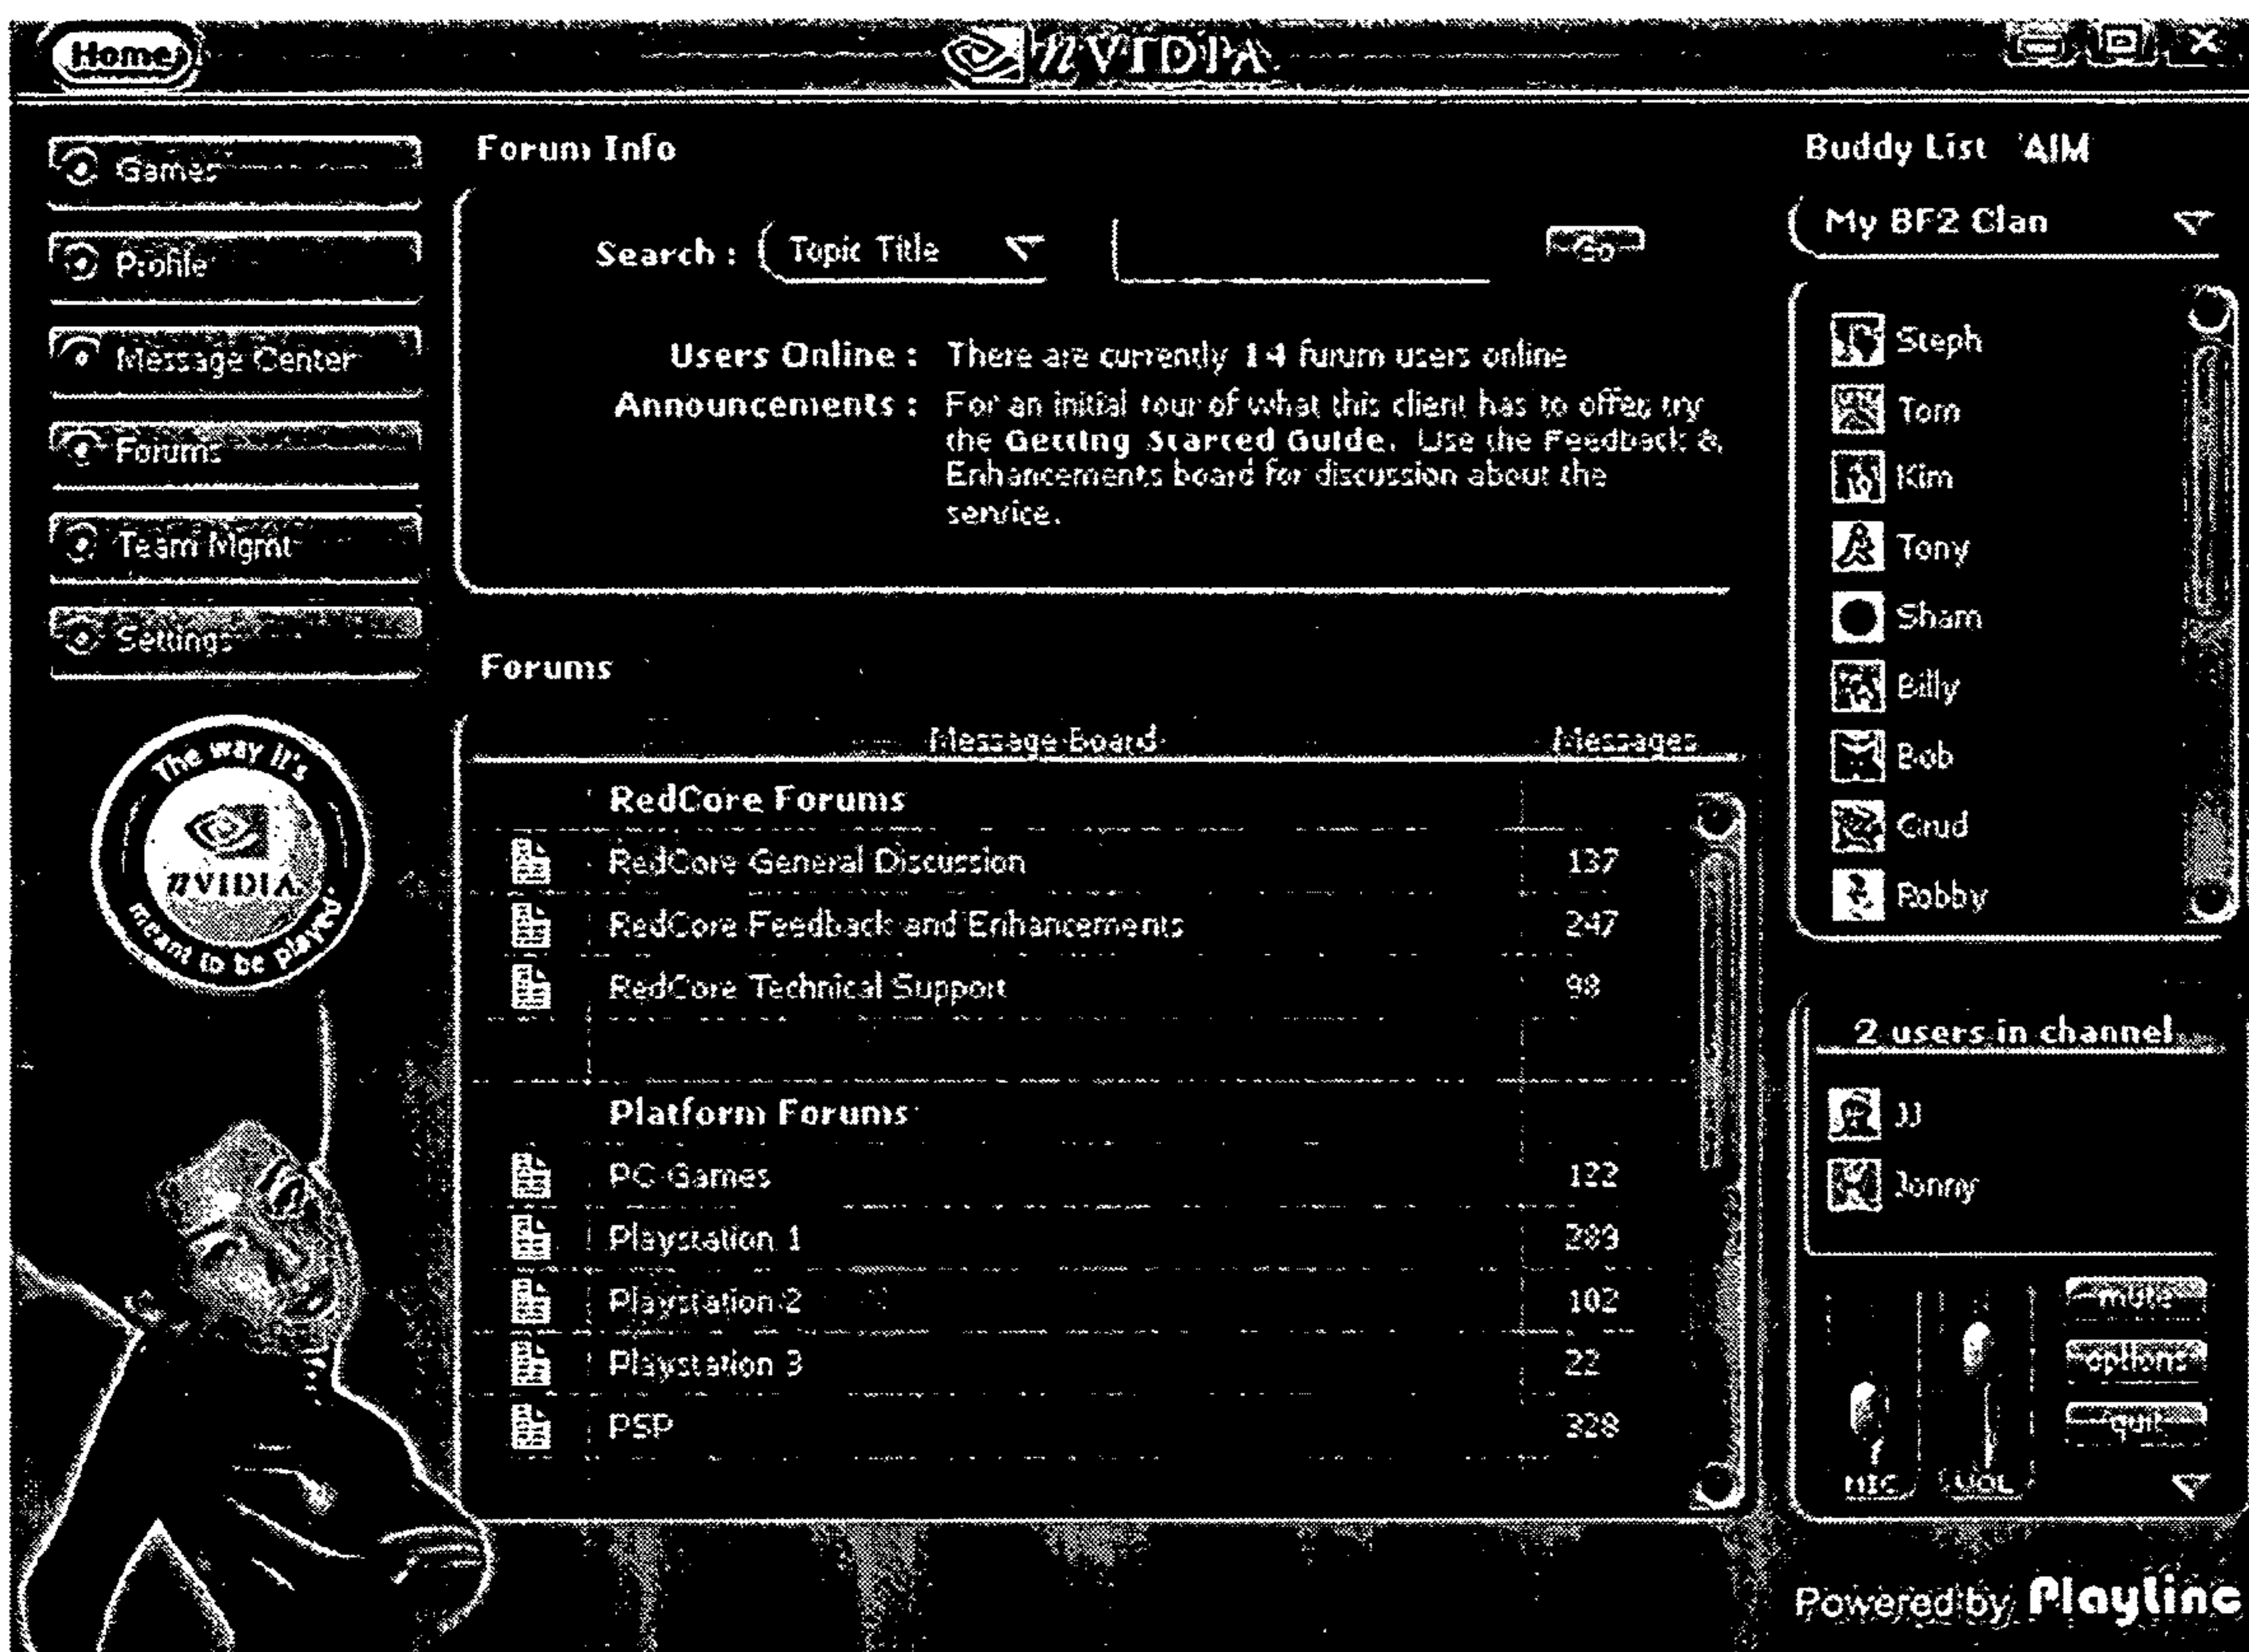 Home
nVIDIA
Games
Profile
Message Center
Forums
Team Mgmt
Settings
The way it's
nVIDIA
meant to be played.
Forum Info
Search : Topic Title Go
Users Online : There are currently 14 furum users online
Announcements : For an initial tour of what this client has to offer, try
the Getting Started Guide. Use the Feedback &
Enhancements board for discussion about the
service.
Forums
Message Board Messages
RedCore Forums
RedCore General Discussion 137
RedCore Feedback and Enhancements 247
RedCore Technical Support 98
Platform Forums
PC Games 122
Playstation 1 289
Playstation 2 102
Playstation 3 22
PSP 328
Buddy List AIM
My BF2 Clan
Steph
Tom
Kim
Tony
Sham
Billy
Bob
Crud
Robby
2 users in channel
JJ
Jonny
mute
options
quit
MIC VOL
Powered by Playlinc